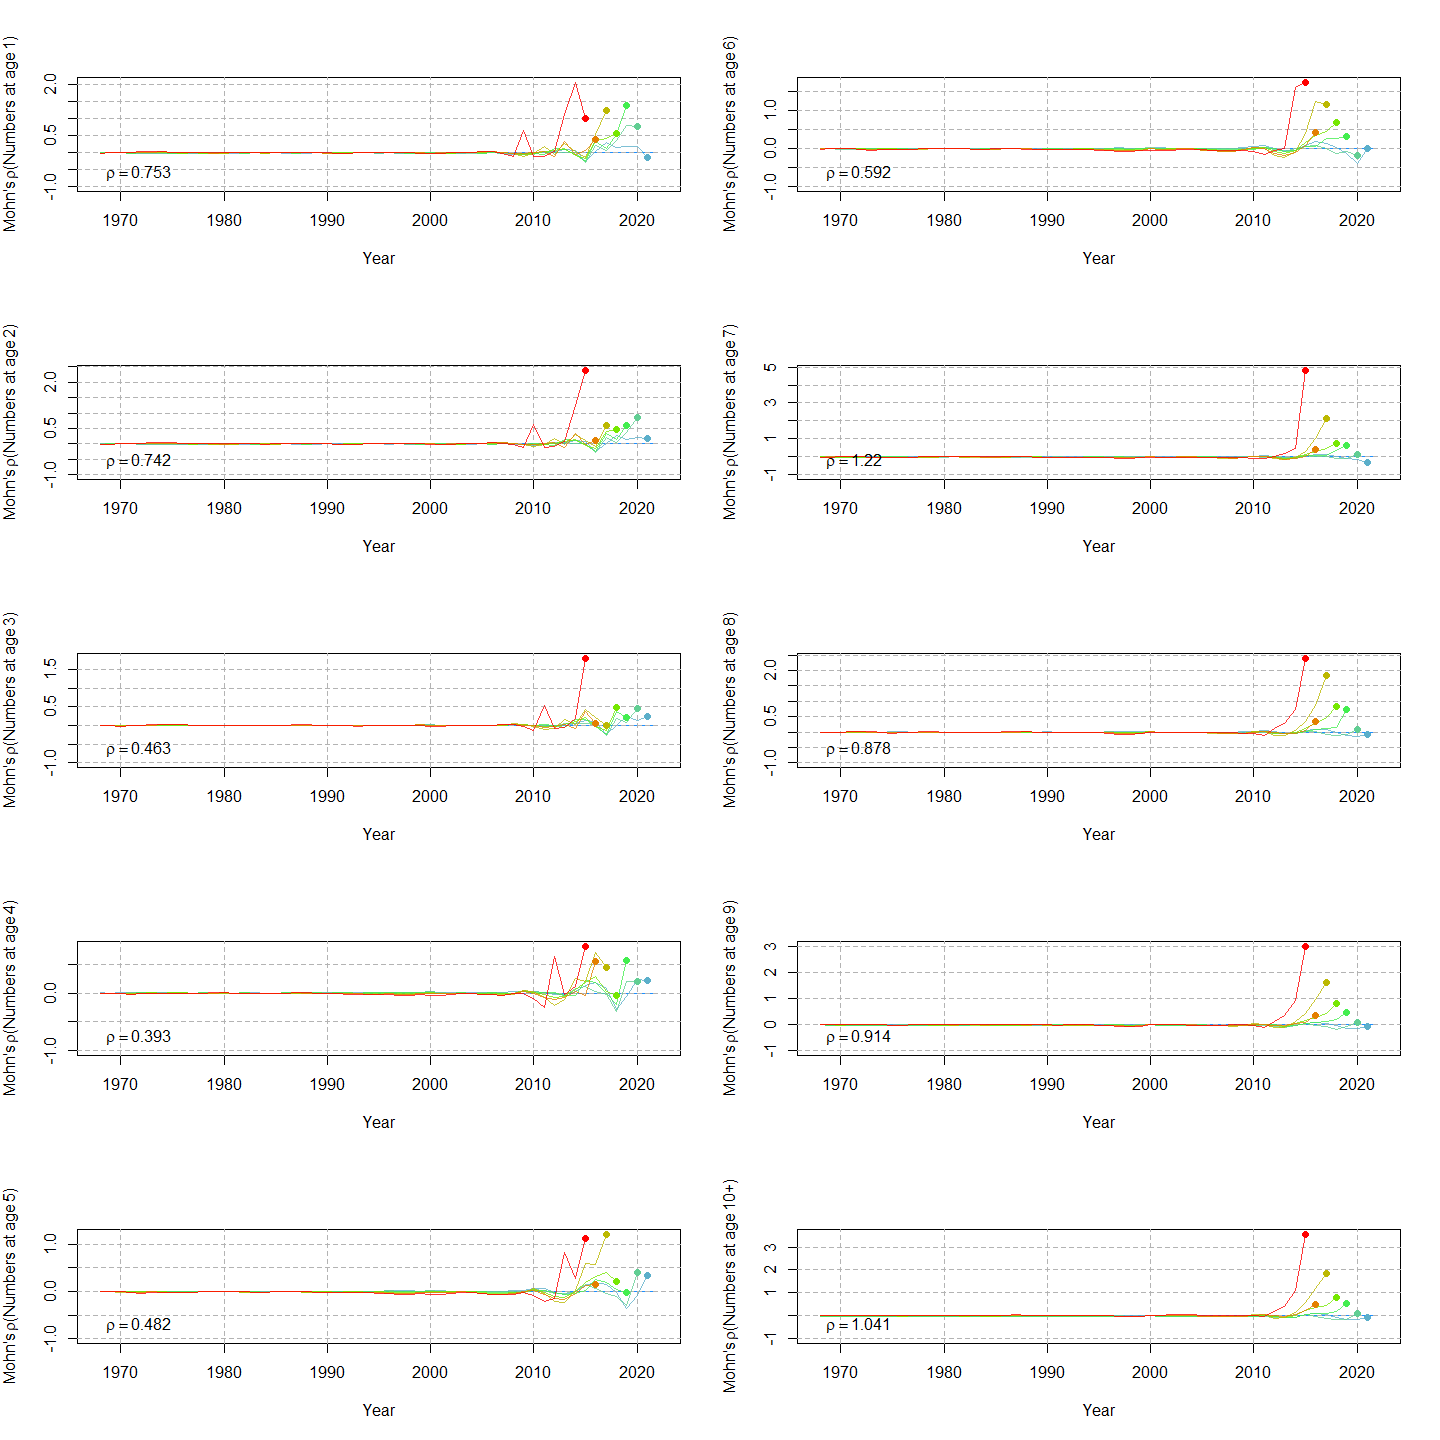 Mohn's ρ(Numbers at age 1)
2.0
0.5
-1.0
ρ = 0.753
1970 1980 1990 2000 2010 2020
Year
Mohn's ρ(Numbers at age 6)
1.0
0.0
-1.0
ρ = 0.592
1970 1980 1990 2000 2010 2020
Year
Mohn's ρ(Numbers at age 2)
2.0
0.5
-1.0
ρ = 0.742
1970 1980 1990 2000 2010 2020
Year
Mohn's ρ(Numbers at age 7)
5
3
1
-1
ρ = 1.22
1970 1980 1990 2000 2010 2020
Year
Mohn's ρ(Numbers at age 3)
1.5
0.5
-1.0
ρ = 0.463
1970 1980 1990 2000 2010 2020
Year
Mohn's ρ(Numbers at age 8)
2.0
0.5
-1.0
ρ = 0.878
1970 1980 1990 2000 2010 2020
Year
Mohn's ρ(Numbers at age 4)
0.0
-1.0
ρ = 0.393
1970 1980 1990 2000 2010 2020
Year
Mohn's ρ(Numbers at age 9)
3
2
1
0
-1
ρ = 0.914
1970 1980 1990 2000 2010 2020
Year
Mohn's ρ(Numbers at age 5)
1.0
0.0
-1.0
ρ = 0.482
1970 1980 1990 2000 2010 2020
Year
Mohn's ρ(Numbers at age 10+)
3
2
1
-1
ρ = 1.041
1970 1980 1990 2000 2010 2020
Year